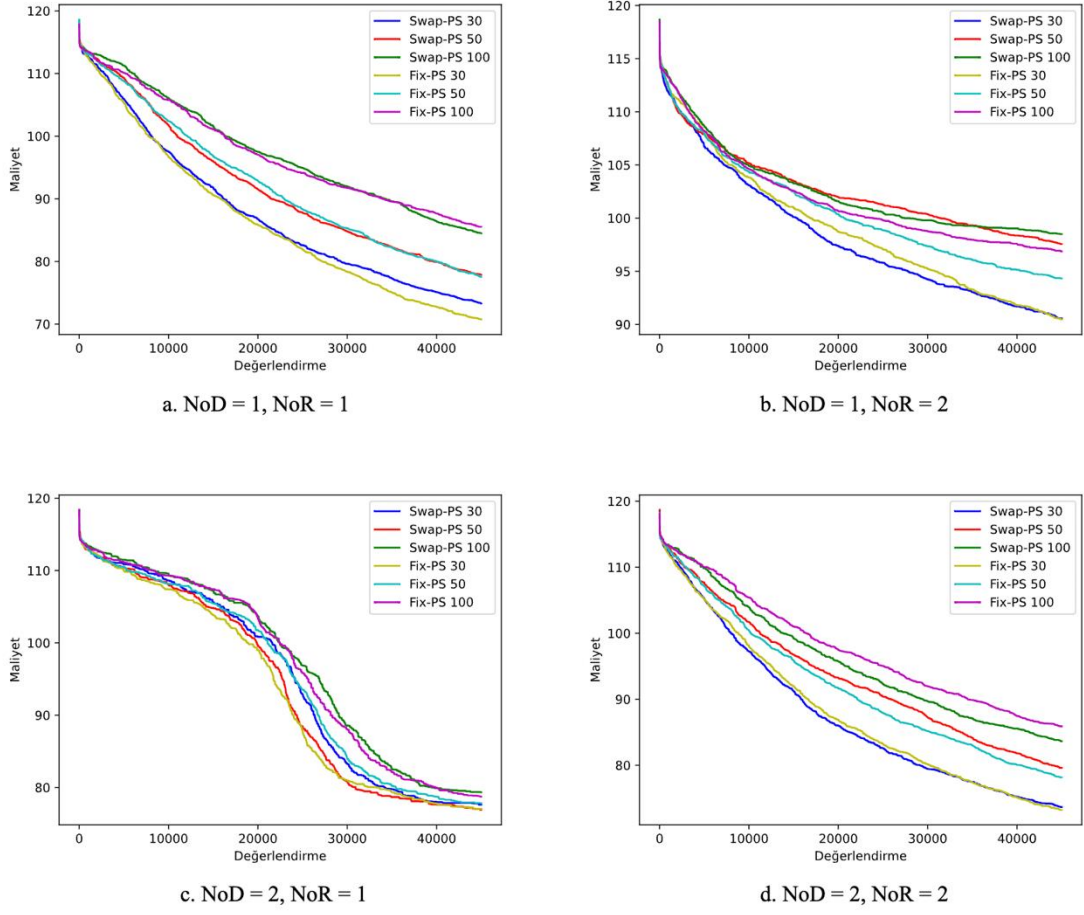 120
110
100
90
80
70
Maliyet
0
10000
20000
30000
40000
Değerlendirme
Swap-PS 30
Swap-PS 50
Swap-PS 100
Fix-PS 30
Fix-PS 50
Fix-PS 100
a. NoD = 1, NoR = 1
120
115
110
105
100
95
90
Maliyet
0
10000
20000
30000
40000
Değerlendirme
Swap-PS 30
Swap-PS 50
Swap-PS 100
Fix-PS 30
Fix-PS 50
Fix-PS 100
b. NoD = 1, NoR = 2
120
110
100
90
80
Maliyet
0
10000
20000
30000
40000
Değerlendirme
Swap-PS 30
Swap-PS 50
Swap-PS 100
Fix-PS 30
Fix-PS 50
Fix-PS 100
c. NoD = 2, NoR = 1
120
110
100
90
80
Maliyet
0
10000
20000
30000
40000
Değerlendirme
Swap-PS 30
Swap-PS 50
Swap-PS 100
Fix-PS 30
Fix-PS 50
Fix-PS 100
d. NoD = 2, NoR = 2